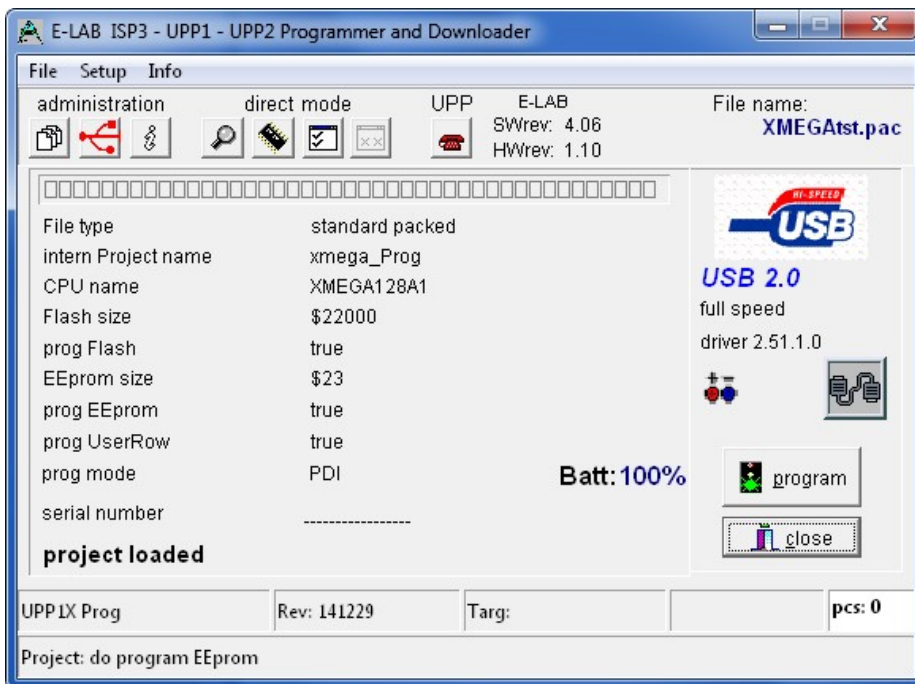 E-LAB ISP3 - UPP1 - UPP2 Programmer and Downloader
File Setup Info
administration direct mode UPP E-LAB File name:
SWrev: 4.06 XMEGAtst.pac
HWrev: 1.10
HI-SPEED
USB
File type standard packed
intern Project name xmega_Prog
USB 2.0
CPU name XMEGA128A1
full speed
Flash size $22000
driver 2.51.1.0
prog Flash true
EEprom size $23
prog EEprom true
prog UserRow true
prog mode PDI Batt: 100%
program
serial number ----------------
close
project loaded
UPP1X Prog Rev: 141229 Targ: pcs: 0
Project: do program EEprom